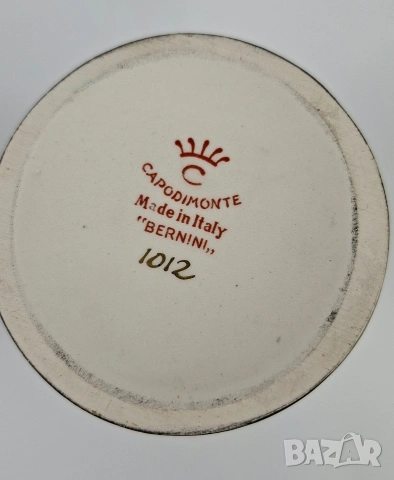 C
CAPODIMONTE
Made in Italy
"BERNINI,,
1012
BAZAR